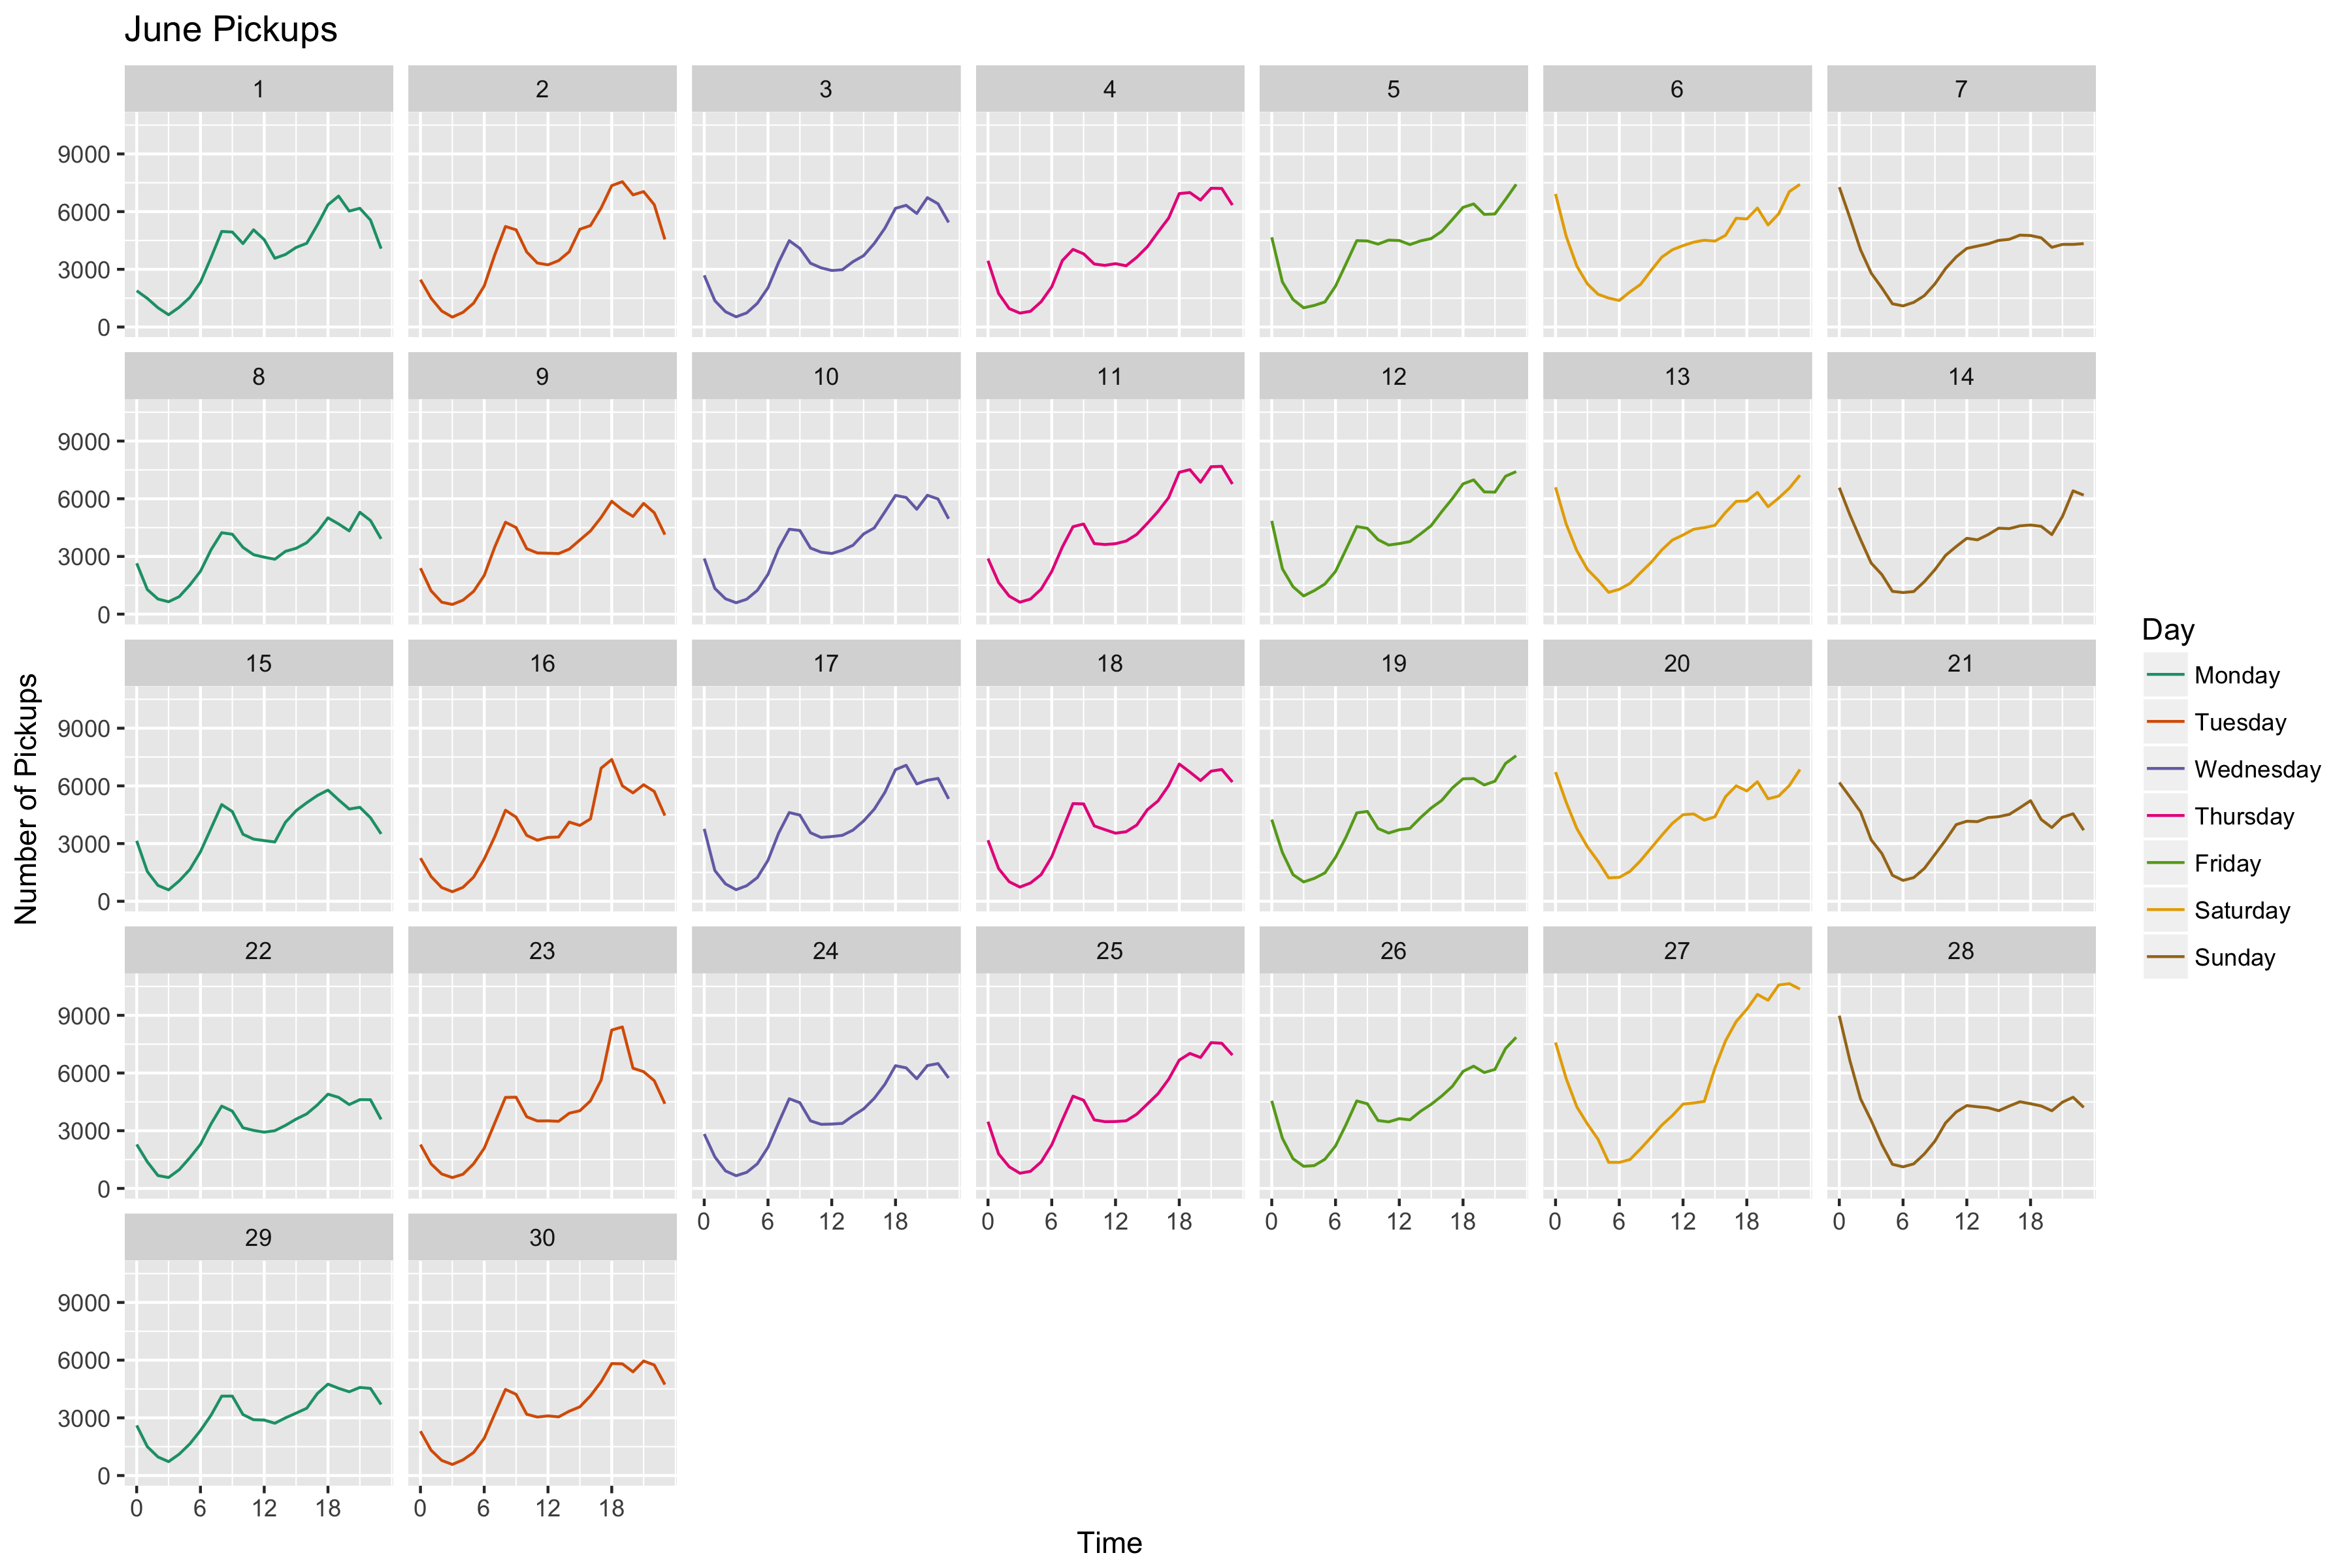 June Pickups
1 2 3 4 5 6 7
9000
6000
3000
0
8 9 10 11 12 13 14
9000
6000
3000
0
15 16 17 18 19 20 21
9000
6000
3000
0
22 23 24 25 26 27 28
9000
6000
3000
0
0 6 12 18 0 6 12 18 0 6 12 18 0 6 12 18 0 6 12 18
29 30
9000
6000
3000
0
0 6 12 18 0 6 12 18
Time
Number of Pickups
Day
Monday
Tuesday
Wednesday
Thursday
Friday
Saturday
Sunday